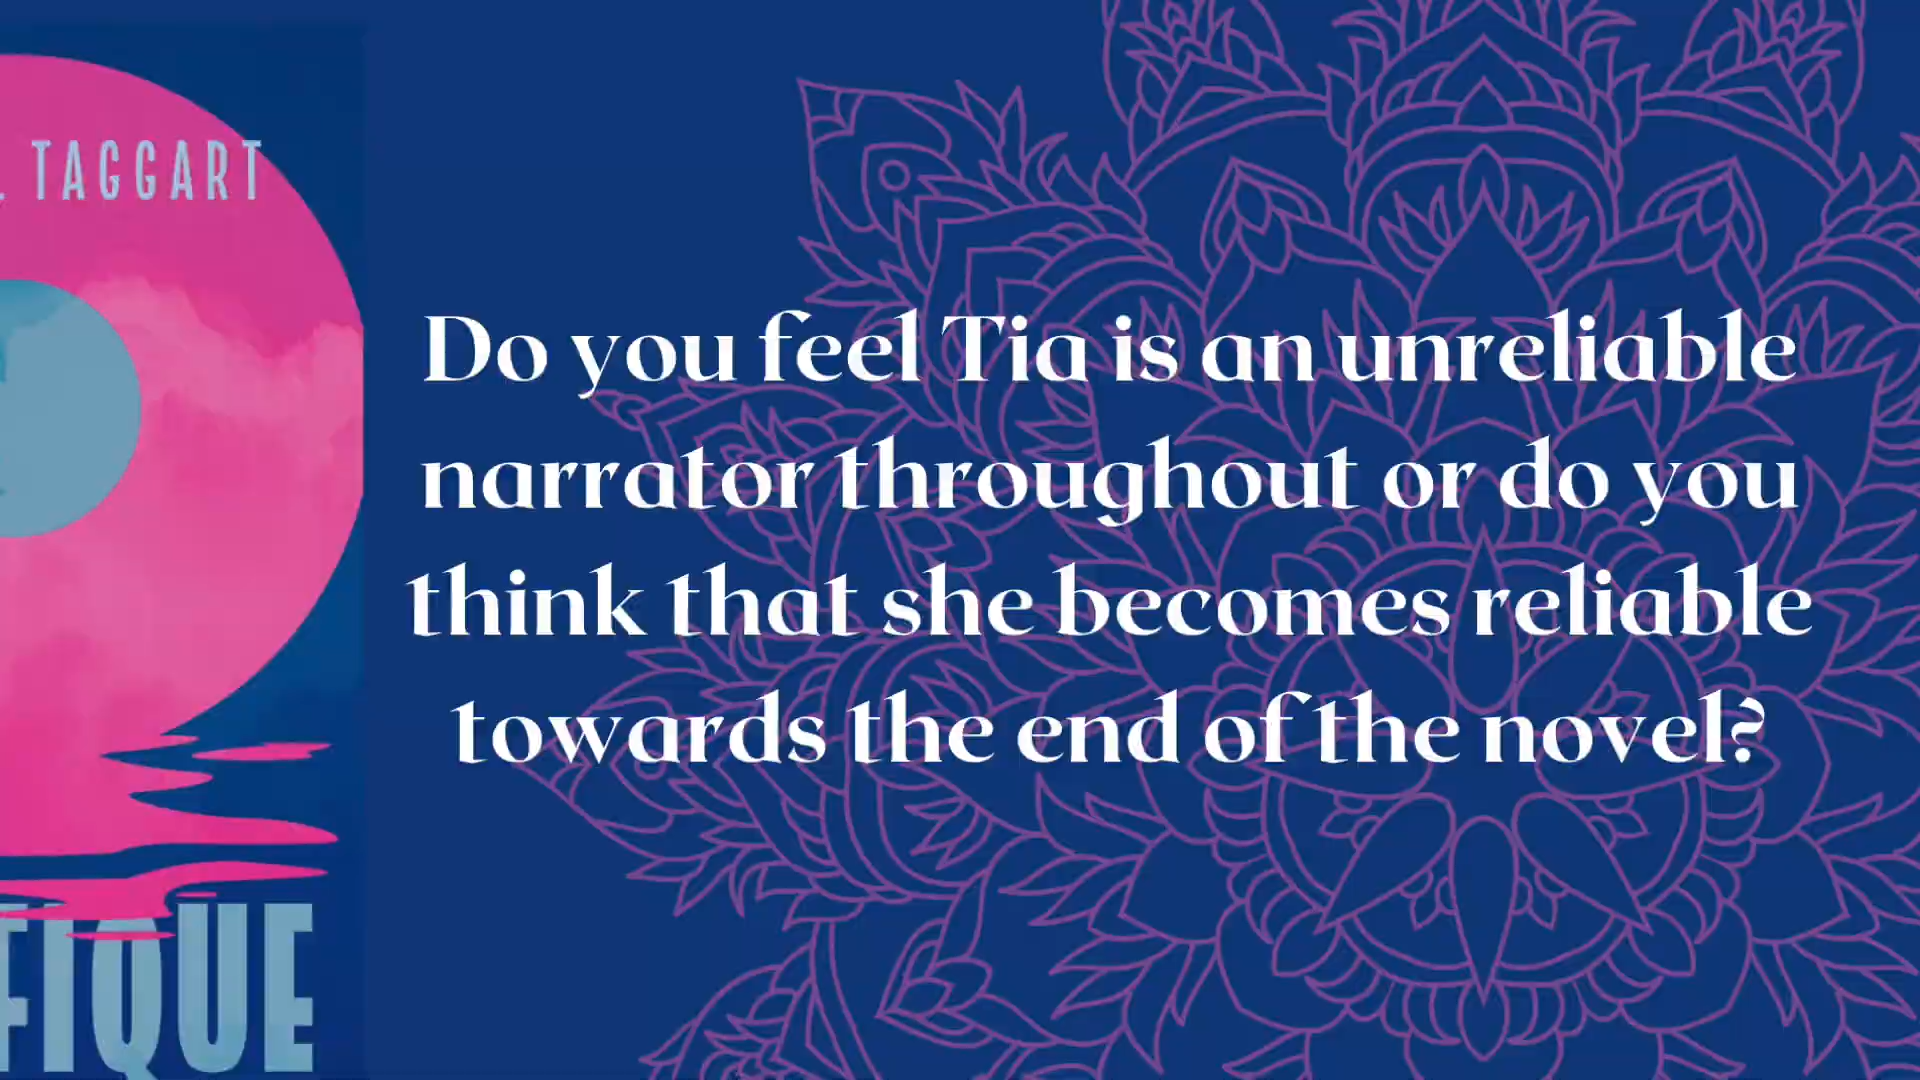 . TAGGART
Do you feel Tia is an unreliable
narrator throughout or do you
think that she becomes reliable
towards the end of the novel?
FIQUE